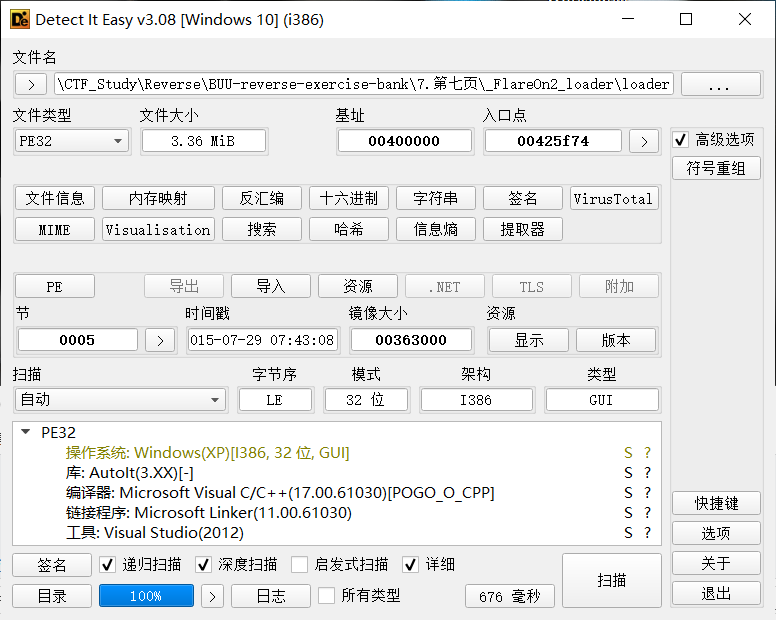 Detect It Easy v3.08 [Windows 10] (i386)
文件名
> \CTF_Study\Reverse\BUU-reverse-exercise-bank\7.第七页\_FlareOn2_loader\loader ...
文件类型 文件大小 基址 入口点
PE32 3.36 MiB 00400000 00425f74 > 高级选项
符号重组
文件信息 内存映射 反汇编 十六进制 字符串 签名 VirusTotal
MIME Visualisation 搜索 哈希 信息熵 提取器
PE 导出 导入 资源 .NET TLS 附加
节 时间戳 镜像大小 资源
0005 > 015-07-29 07:43:08 00363000 显示 版本
扫描 字节序 模式 架构 类型
自动 LE 32 位 I386 GUI
PE32
操作系统: Windows(XP)[I386, 32 位, GUI] S ?
库: AutoIt(3.XX)[-] S ?
编译器: Microsoft Visual C/C++(17.00.61030)[POGO_O_CPP] S ?
链接程序: Microsoft Linker(11.00.61030) S ?
工具: Visual Studio(2012) S ?
快捷键
选项
关于
退出
签名 递归扫描 深度扫描 启发式扫描 详细 扫描
目录 100% > 日志 所有类型 676 毫秒